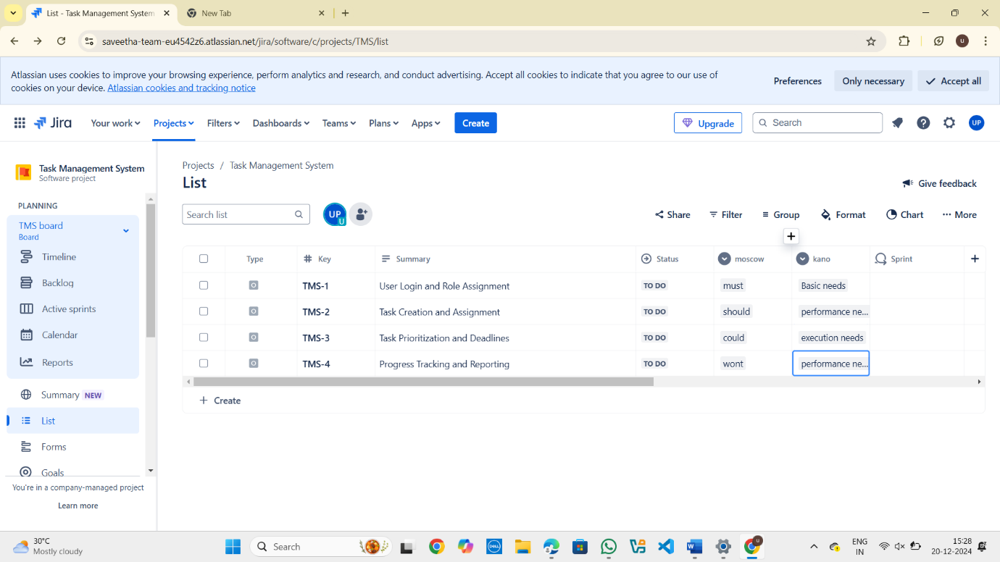 List - Task Management System
New Tab
saveetha-team-eu4542z6.atlassian.net/jira/software/c/projects/TMS/list
u
Atlassian uses cookies to improve your browsing experience, perform analytics and research, and conduct advertising. Accept all cookies to indicate that you agree to our use of
cookies on your device. Atlassian cookies and tracking notice
Preferences
Only necessary
Accept all
Jira
Your work
Projects
Filters
Dashboards
Teams
Plans
Apps
Create
Upgrade
Search
UP
Task Management System
Software project
PLANNING
TMS board
Board
Timeline
Backlog
Active sprints
Calendar
Reports
Summary NEW
List
Forms
Goals
You're in a company-managed project
Learn more
Projects / Task Management System
List
Give feedback
Search list
UP
U
Share
Filter
Group
Format
Chart
More
Type Key Summary Status moscow kano Sprint
TMS-1 User Login and Role Assignment TO DO must Basic needs
TMS-2 Task Creation and Assignment TO DO should performance ne...
TMS-3 Task Prioritization and Deadlines TO DO could execution needs
TMS-4 Progress Tracking and Reporting TO DO wont performance ne...
+ Create
30°C
Mostly cloudy
Search
DELL
u
ENG
IN
15:28
20-12-2024